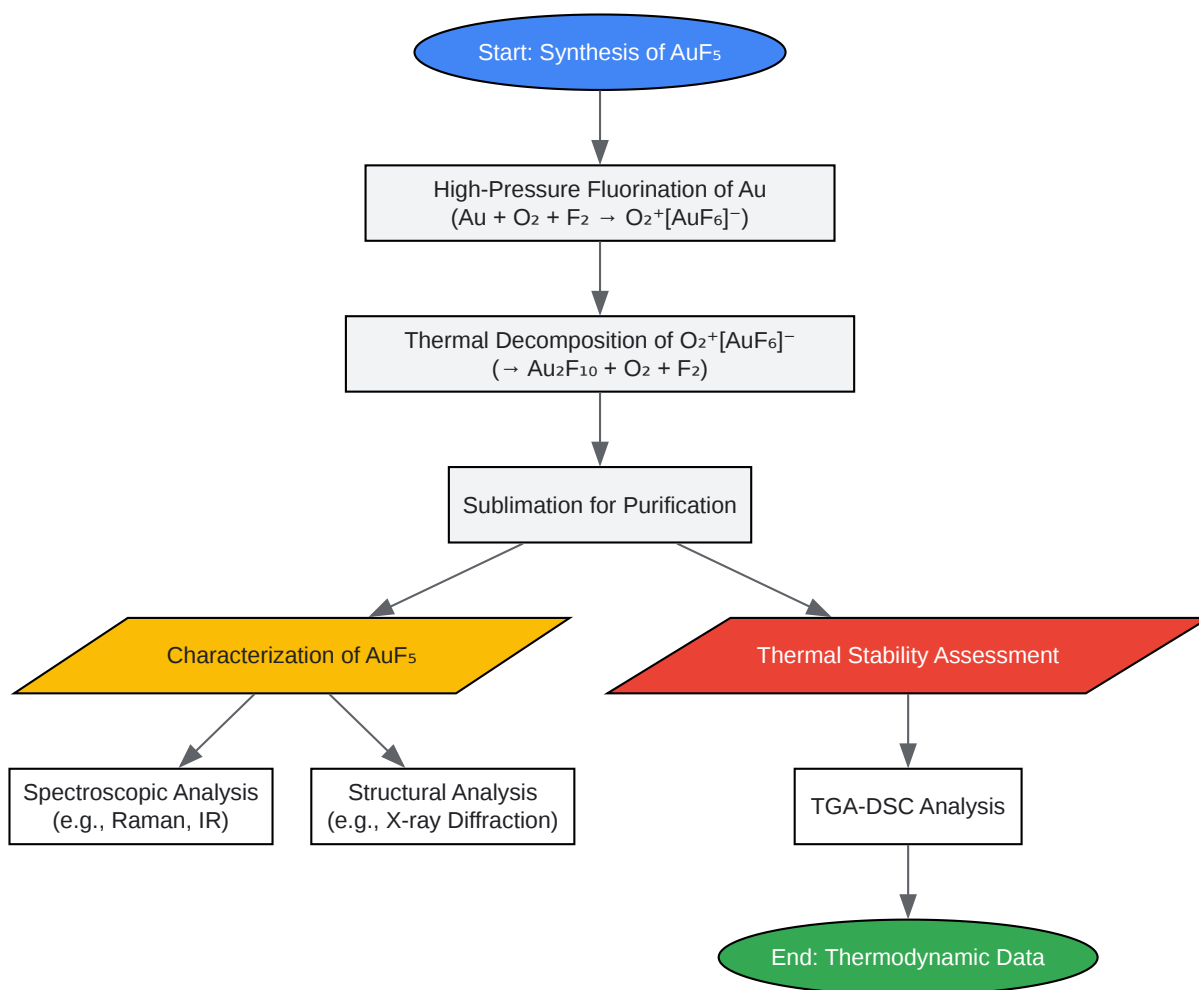 Start: Synthesis of AuF₅
High-Pressure Fluorination of Au
(Au + O₂ + F₂ → O₂⁺[AuF₆]⁻)
Thermal Decomposition of O₂⁺[AuF₆]⁻
(→ Au₂F₁₀ + O₂ + F₂)
Sublimation for Purification
Characterization of AuF₅
Thermal Stability Assessment
Spectroscopic Analysis
(e.g., Raman, IR)
Structural Analysis
(e.g., X-ray Diffraction)
TGA-DSC Analysis
End: Thermodynamic Data